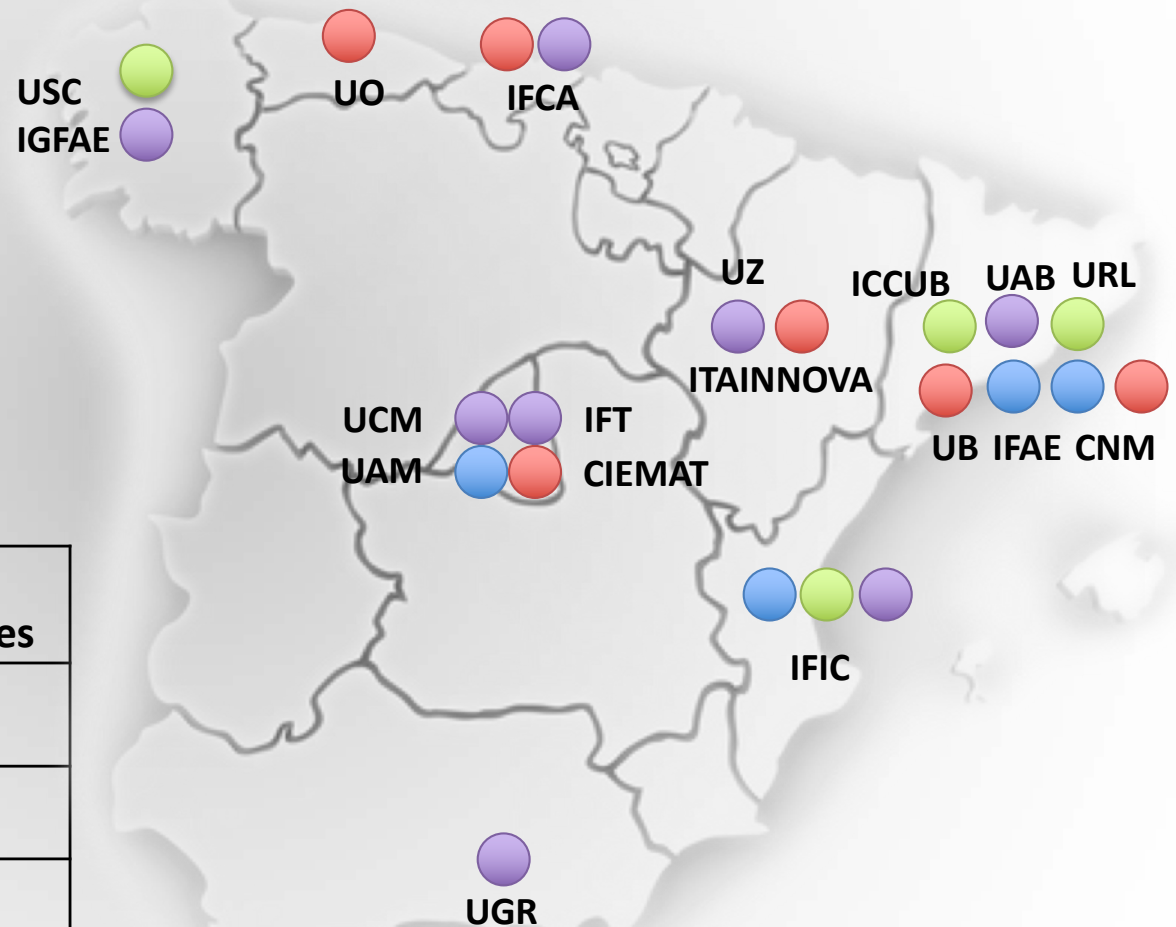 USC
IGFAE
UO
IFCA
UZ
ITAINNOVA
ICCUB
UAB
URL
UB
IFAE
CNM
UCM
IFT
UAM
CIEMAT
es
IFIC
UGR